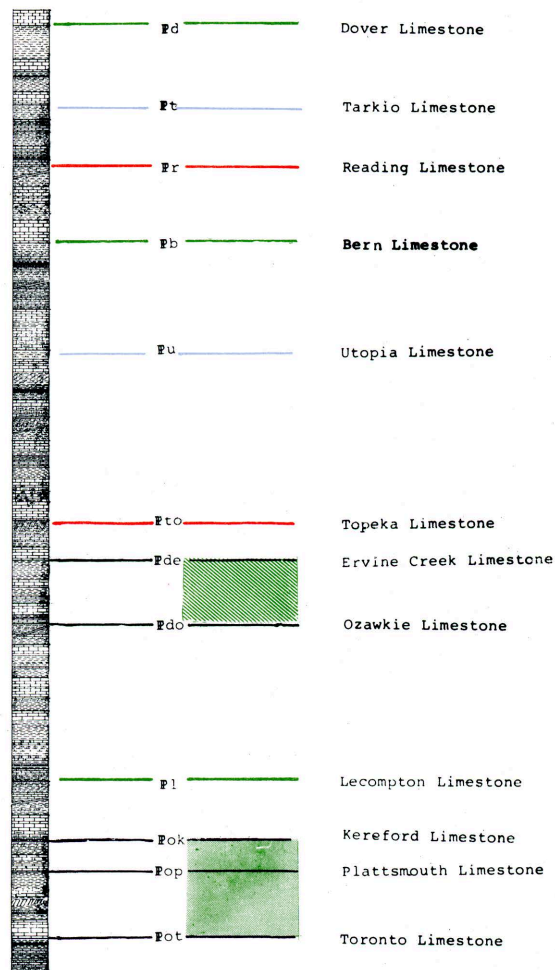 Pd Dover Limestone
Pt Tarkio Limestone
Pr Reading Limestone
Pb Bern Limestone
Pu Utopia Limestone
Pto Topeka Limestone
Pde Ervine Creek Limestone
Pdo Ozawkie Limestone
Pl Lecompton Limestone
Pok Kereford Limestone
Pop Plattsmouth Limestone
Pot Toronto Limestone